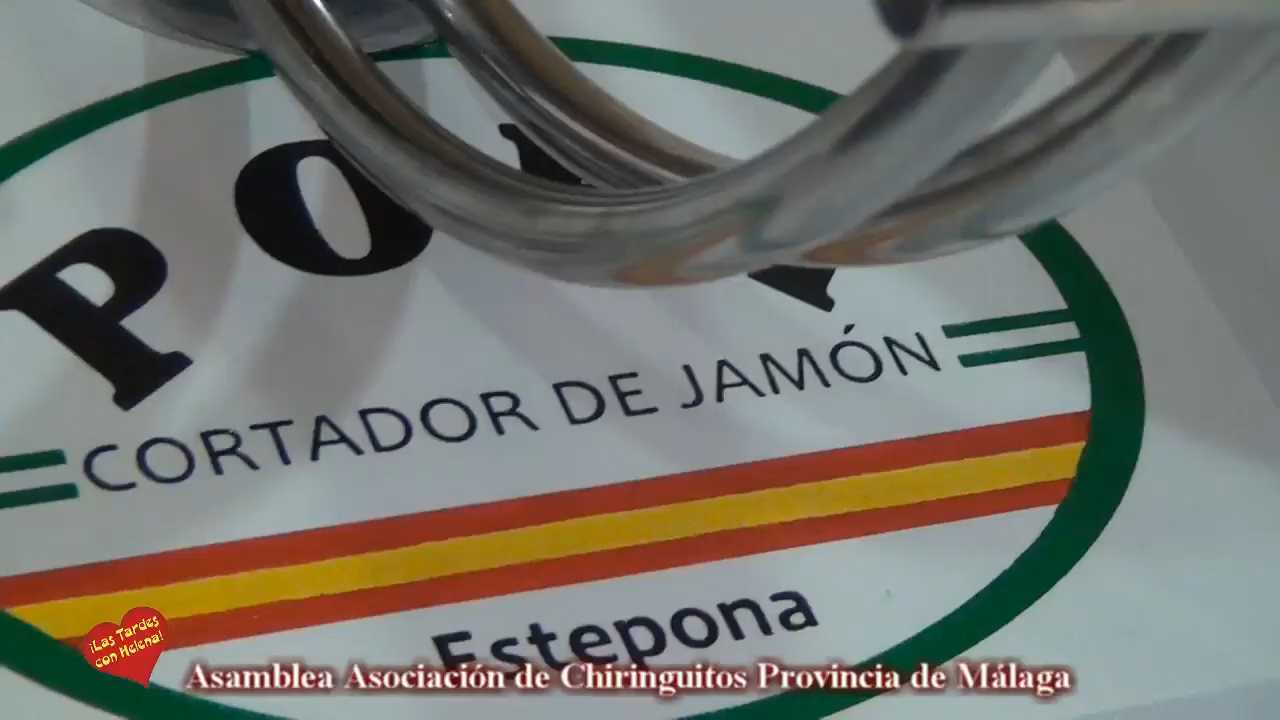 CORTADOR DE JAMÓN
Estepona
¡Las Tardes
con Helena!
Asamblea Asociación de Chiringuitos Provincia de Málaga